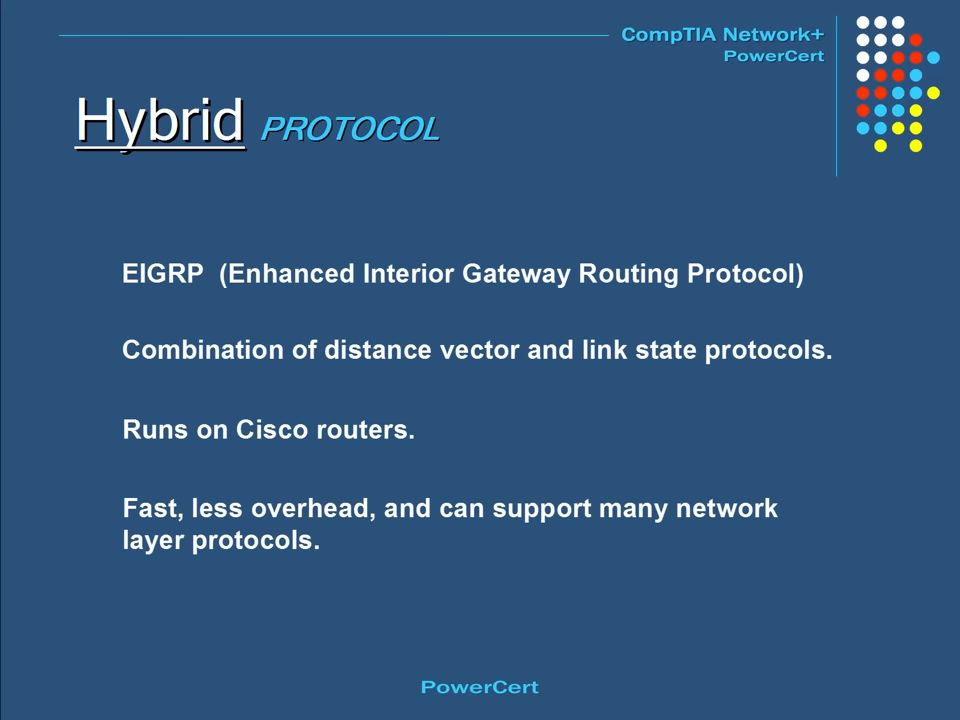 CompTIA Network+
PowerCert
Hybrid PROTOCOL
EIGRP (Enhanced Interior Gateway Routing Protocol)
Combination of distance vector and link state protocols.
Runs on Cisco routers.
Fast, less overhead, and can support many network
layer protocols.
PowerCert